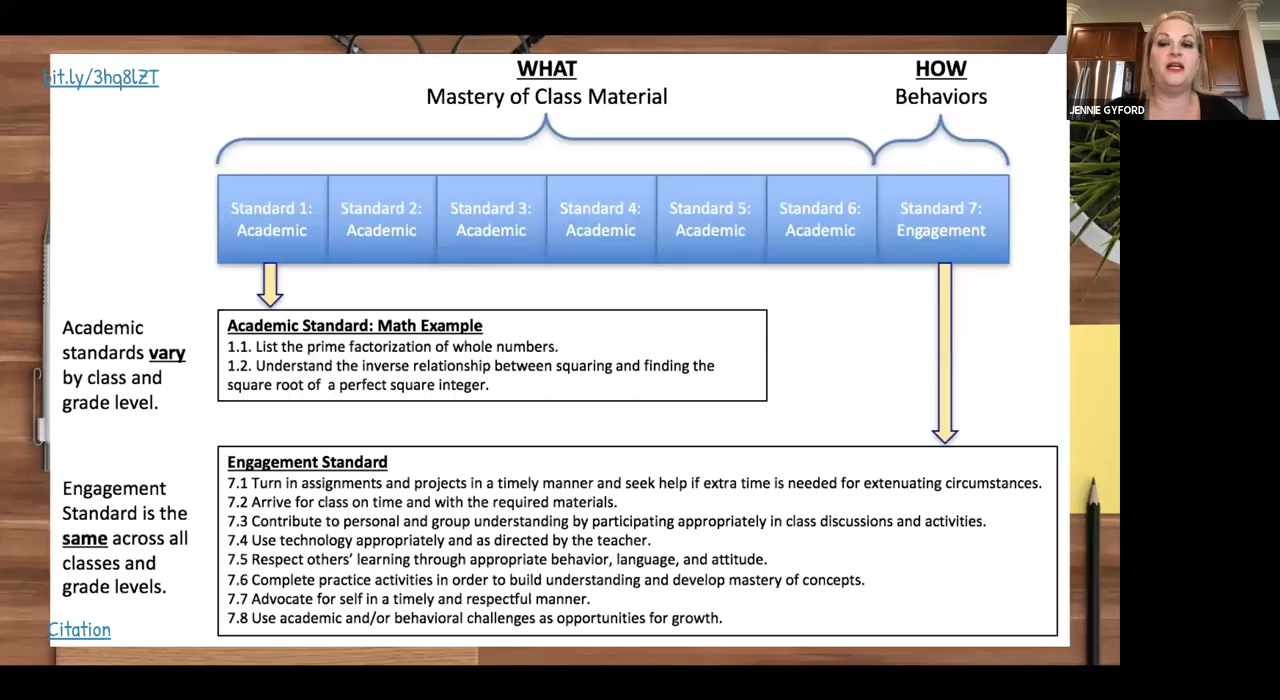 bit.ly/3hq8lZT
WHAT
Mastery of Class Material
HOW
Behaviors
JENNIE GYFORD
Standard 1:
Academic
Standard 2:
Academic
Standard 3:
Academic
Standard 4:
Academic
Standard 5:
Academic
Standard 6:
Academic
Standard 7:
Engagement
Academic
standards vary
by class and
grade level.
Academic Standard: Math Example
1.1. List the prime factorization of whole numbers.
1.2. Understand the inverse relationship between squaring and finding the
square root of a perfect square integer.
Engagement
Standard is the
same across all
classes and
grade levels.
Engagement Standard
7.1 Turn in assignments and projects in a timely manner and seek help if extra time is needed for extenuating circumstances.
7.2 Arrive for class on time and with the required materials.
7.3 Contribute to personal and group understanding by participating appropriately in class discussions and activities.
7.4 Use technology appropriately and as directed by the teacher.
7.5 Respect others’ learning through appropriate behavior, language, and attitude.
7.6 Complete practice activities in order to build understanding and develop mastery of concepts.
7.7 Advocate for self in a timely and respectful manner.
7.8 Use academic and/or behavioral challenges as opportunities for growth.
Citation